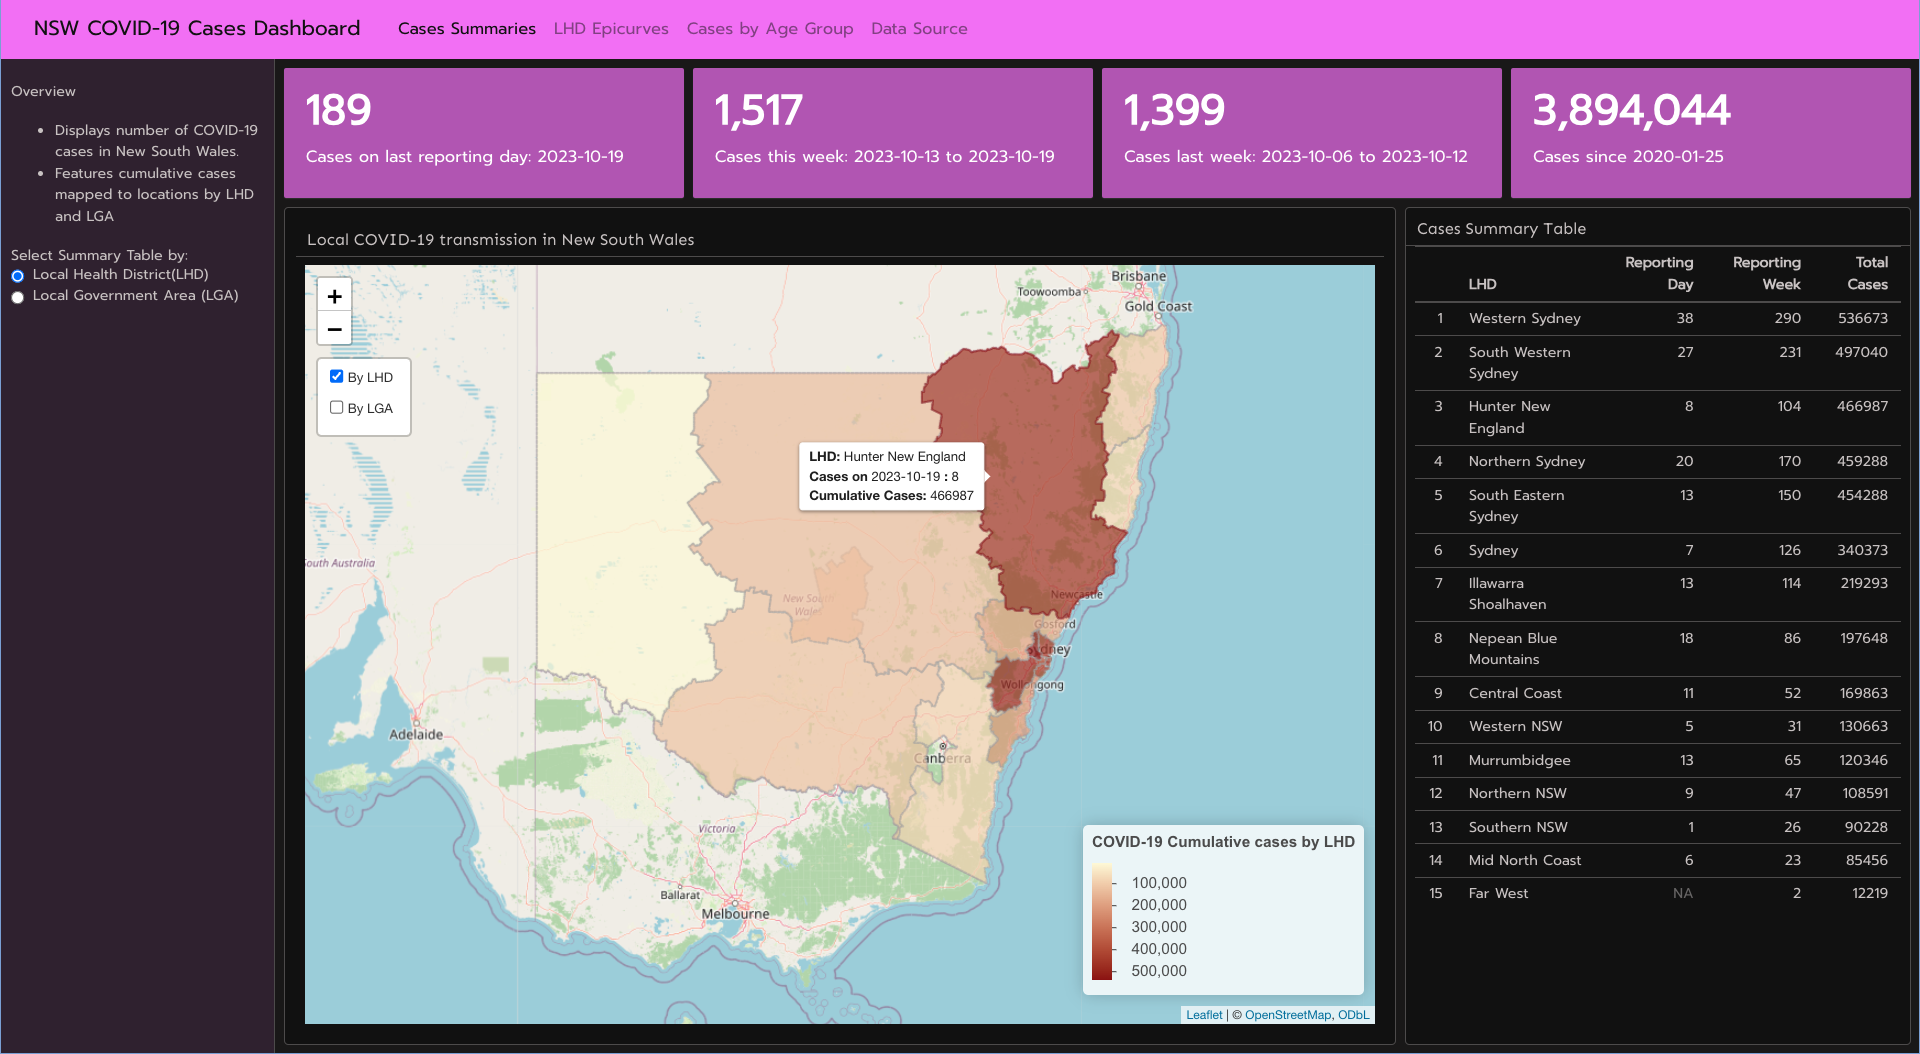 NSW COVID-19 Cases Dashboard
Cases Summaries
LHD Epicurves
Cases by Age Group
Data Source
Overview
Displays number of COVID-19
cases in New South Wales.
Features cumulative cases
mapped to locations by LHD
and LGA
Select Summary Table by:
Local Health District(LHD)
Local Government Area (LGA)
189
Cases on last reporting day: 2023-10-19
1,517
Cases this week: 2023-10-13 to 2023-10-19
1,399
Cases last week: 2023-10-06 to 2023-10-12
3,894,044
Cases since 2020-01-25
Local COVID-19 transmission in New South Wales
+
−
By LHD
By LGA
Brisbane
Toowoomba
Gold Coast
LHD: Hunter New England
Cases on 2023-10-19 : 8
Cumulative Cases: 466987
South Australia
New South
Wales
Newcastle
Gosford
Sydney
Wollongong
Adelaide
Canberra
Victoria
Ballarat
Melbourne
COVID-19 Cumulative cases by LHD
100,000
200,000
300,000
400,000
500,000
Leaflet | © OpenStreetMap, ODbL
Cases Summary Table
LHD Reporting Day Reporting Week Total Cases
1 Western Sydney 38 290 536673
2 South Western Sydney 27 231 497040
3 Hunter New England 8 104 466987
4 Northern Sydney 20 170 459288
5 South Eastern Sydney 13 150 454288
6 Sydney 7 126 340373
7 Illawarra Shoalhaven 13 114 219293
8 Nepean Blue Mountains 18 86 197648
9 Central Coast 11 52 169863
10 Western NSW 5 31 130663
11 Murrumbidgee 13 65 120346
12 Northern NSW 9 47 108591
13 Southern NSW 1 26 90228
14 Mid North Coast 6 23 85456
15 Far West NA 2 12219